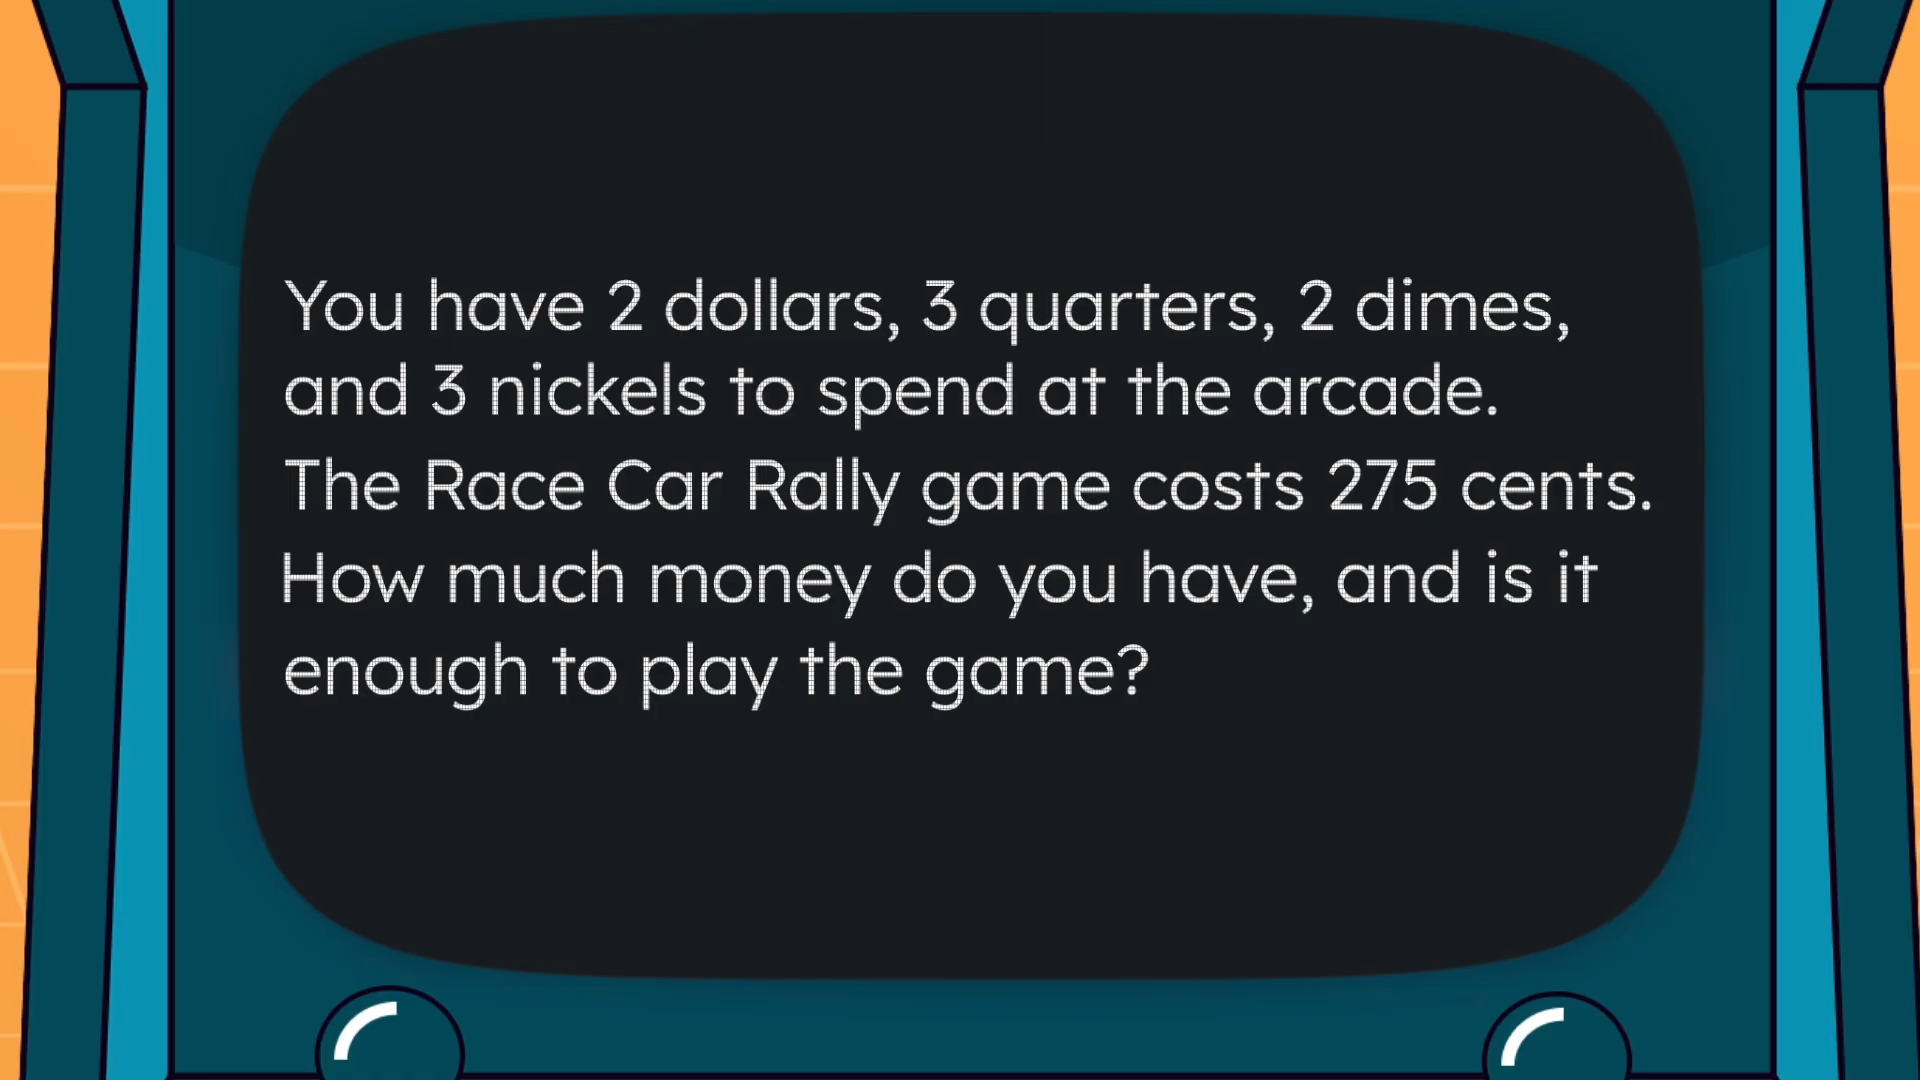 You have 2 dollars, 3 quarters, 2 dimes,
and 3 nickels to spend at the arcade.
The Race Car Rally game costs 275 cents.
How much money do you have, and is it
enough to play the game?